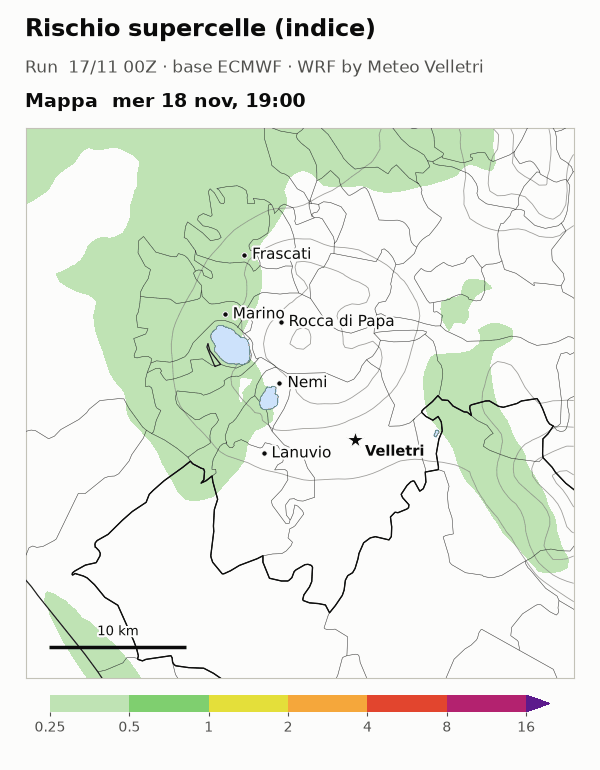 Rischio supercelle (indice)
Run  17/11 00Z · base ECMWF · WRF by Meteo Velletri
Mappa  mer 18 nov, 19:00
Frascati
Marino
Rocca di Papa
Nemi
Velletri
Lanuvio
10 km
0.25 0.5 1 2 4 8 16